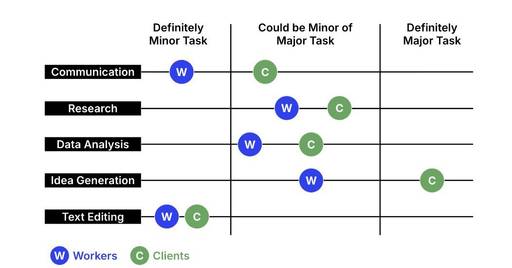 Definitely
Minor Task
Could be Minor of
Major Task
Definitely
Major Task
Communication W C
Research W C
Data Analysis W C
Idea Generation W C
Text Editing W C
W Workers C Clients